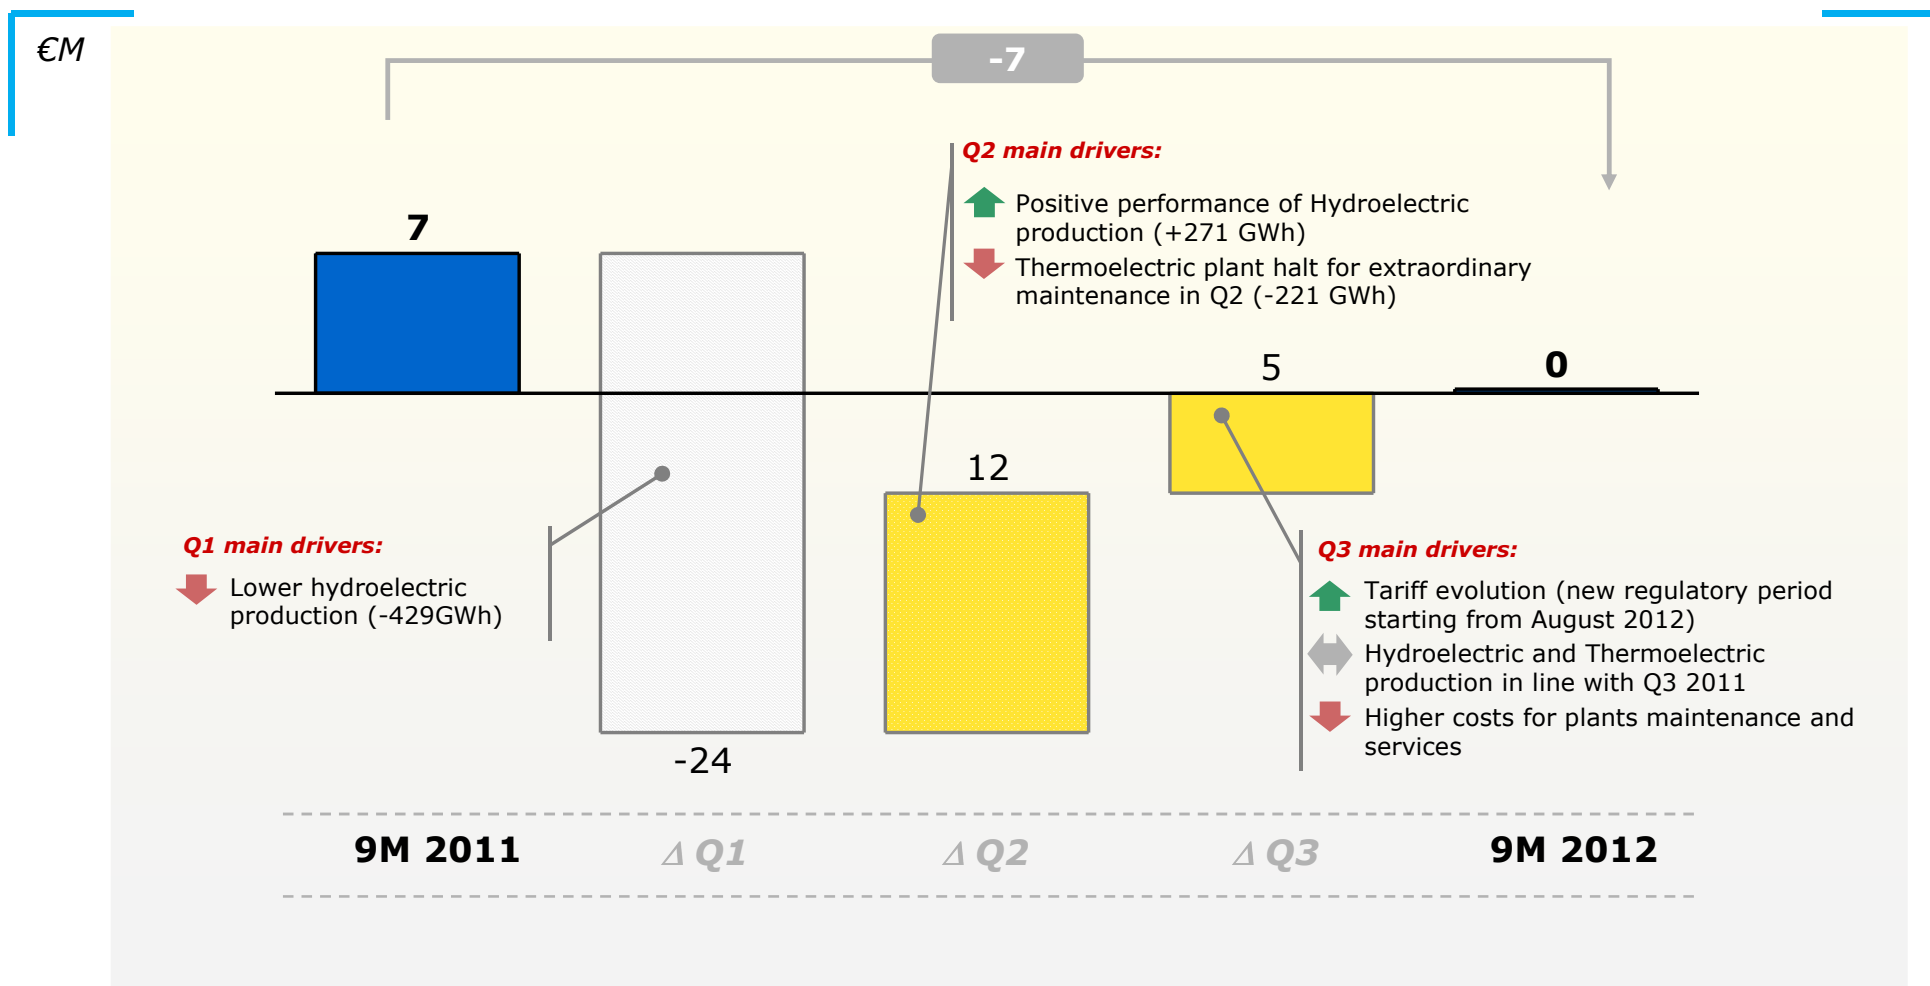 €M
-7
Q2 main drivers:
Positive performance of Hydroelectric
production (+271 GWh)
Thermoelectric plant halt for extraordinary
maintenance in Q2 (-221 GWh)
7
5
0
12
Q1 main drivers:
Lower hydroelectric
production (-429GWh)
Q3 main drivers:
Tariff evolution (new regulatory period
starting from August 2012)
Hydroelectric and Thermoelectric
production in line with Q3 2011
Higher costs for plants maintenance and
services
-24
9M 2011
Δ Q1
Δ Q2
Δ Q3
9M 2012